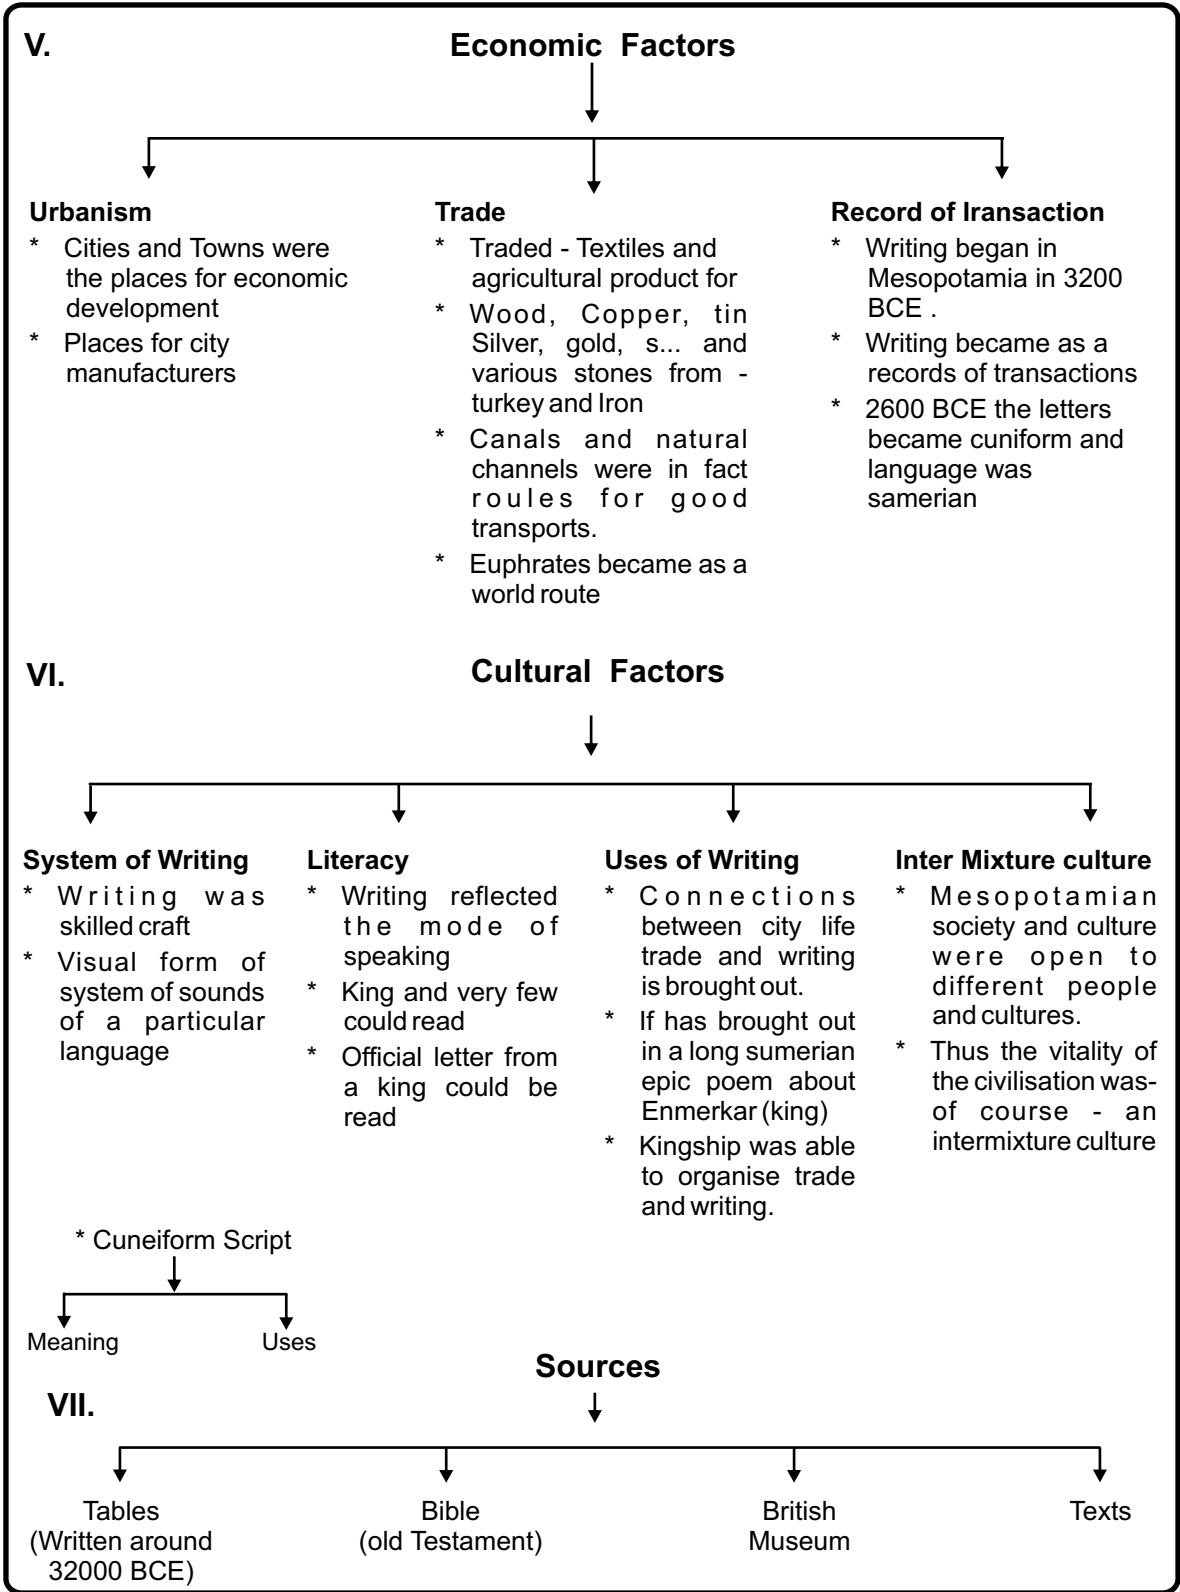 V.
Economic Factors
Urbanism
* Cities and Towns were
the places for economic
development
* Places for city
manufacturers
Trade
* Traded - Textiles and
agricultural product for
* Wood, Copper, tin
Silver, gold, s... and
various stones from -
turkey and Iron
* Canals and natural
channels were in fact
roules for good
transports.
* Euphrates became as a
world route
Record of Iransaction
* Writing began in
Mesopotamia in 3200
BCE .
* Writing became as a
records of transactions
* 2600 BCE the letters
became cuniform and
language was
samerian
VI.
Cultural Factors
System of Writing
* Writing was
skilled craft
* Visual form of
system of sounds
of a particular
language
Literacy
* Writing reflected
the mode of
speaking
* King and very few
could read
* Official letter from
a king could be
read
Uses of Writing
* Connections
between city life
trade and writing
is brought out.
* If has brought out
in a long sumerian
epic poem about
Enmerkar (king)
* Kingship was able
to organise trade
and writing.
Inter Mixture culture
* Mesopotamian
society and culture
were open to
different people
and cultures.
* Thus the vitality of
the civilisation was-
of course - an
intermixture culture
* Cuneiform Script
Meaning
Uses
Sources
VII.
Tables
(Written around
32000 BCE)
Bible
(old Testament)
British
Museum
Texts